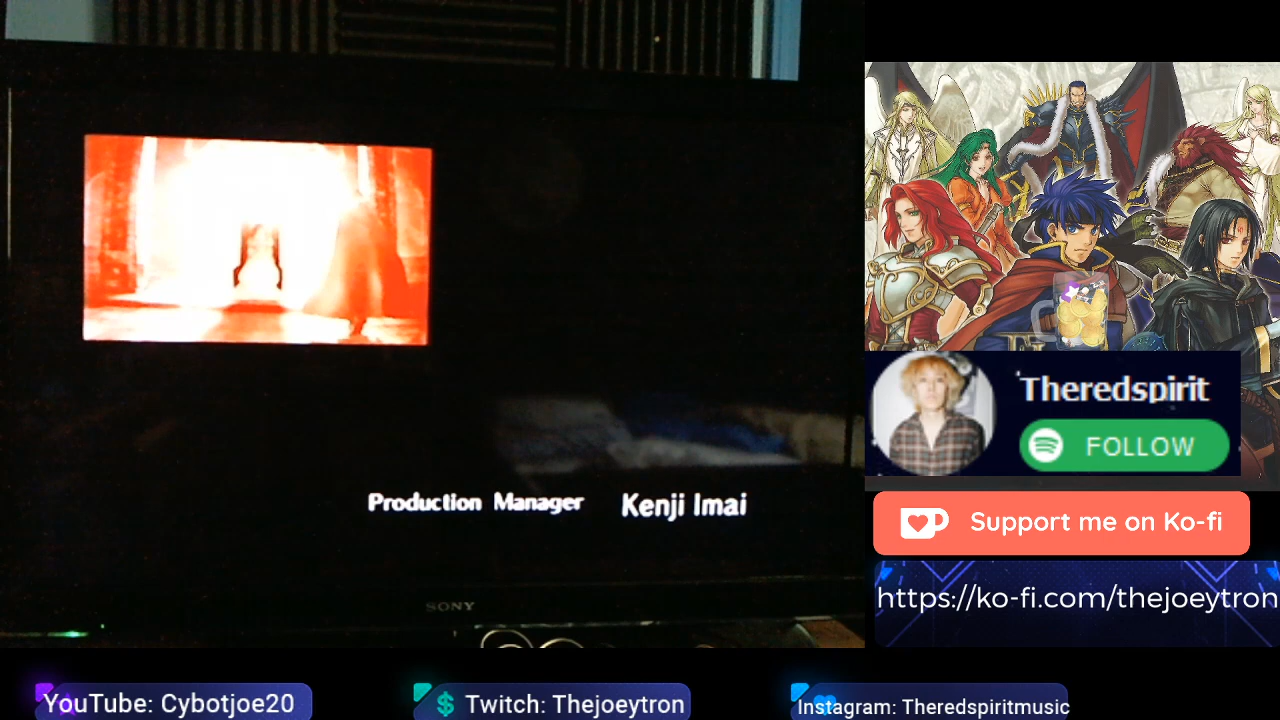 Production Manager Kenji Imai
SONY
Theredspirit
FOLLOW
Support me on Ko-fi
https://ko-fi.com/thejoeytron
YouTube: Cybotjoe20
Twitch: Thejoeytron
Instagram: Theredspiritmusic